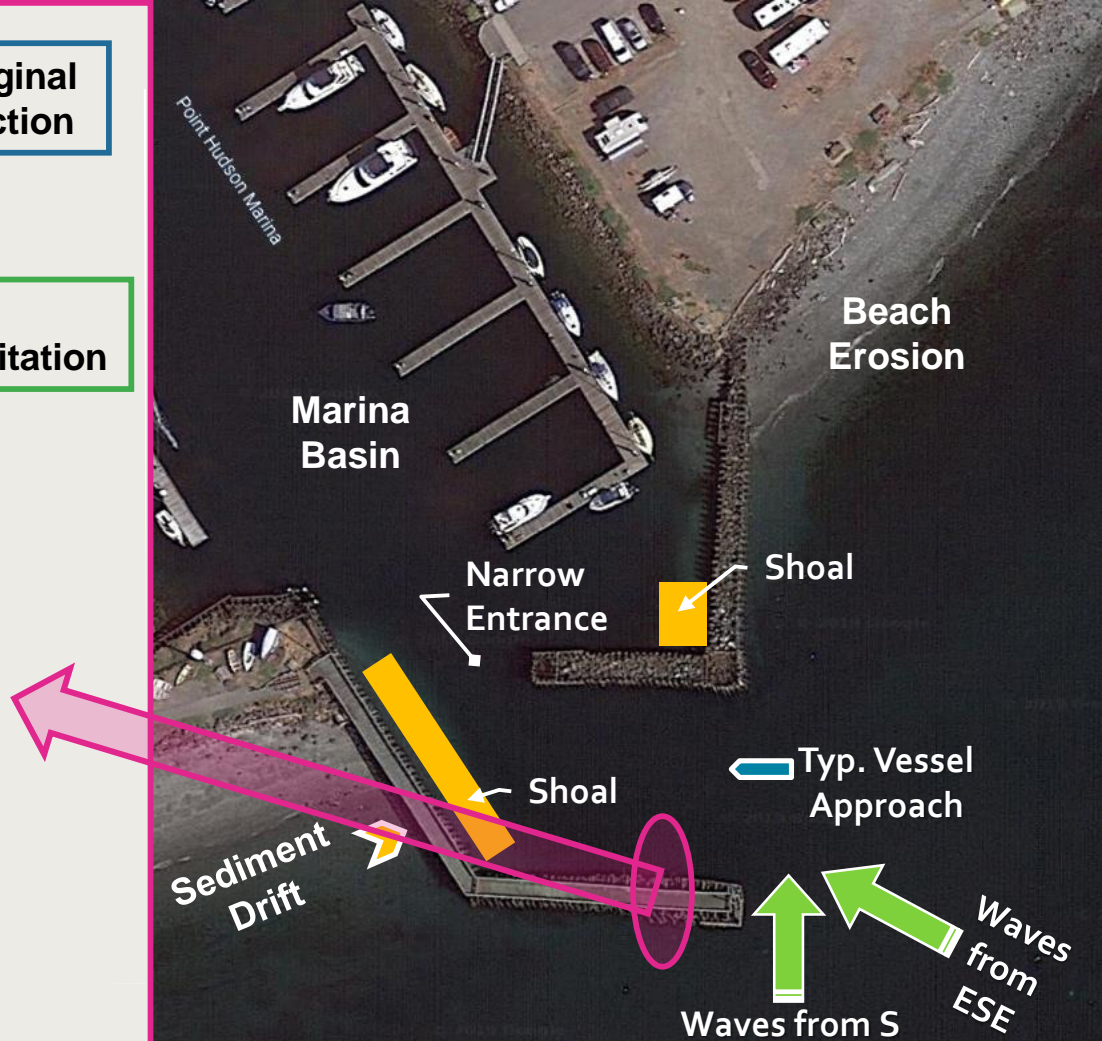 ginal
ction
itation
Point Hudson Marina
Beach
Erosion
Marina
Basin
Narrow
Entrance
Shoal
Typ. Vessel
Approach
Shoal
Sediment
Drift
Waves
from
ESE
Waves from S